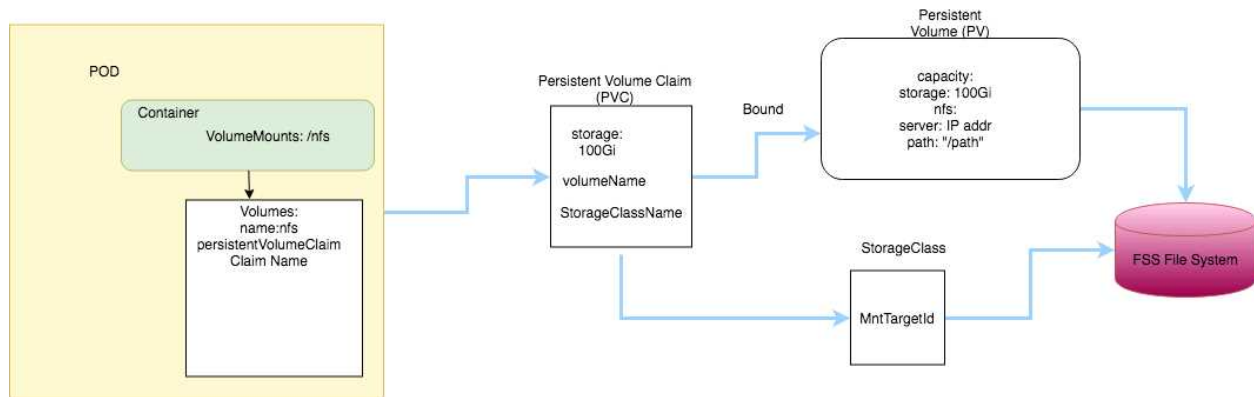 POD
Container
VolumeMounts: /nfs
Volumes:
name:nfs
persistentVolumeClaim
Claim Name
Persistent Volume Claim
(PVC)
storage:
100Gi
volumeName
StorageClassName
Bound
Persistent
Volume (PV)
capacity:
storage: 100Gi
nfs:
server: IP addr
path: "/path"
StorageClass
MntTargetId
FSS File System